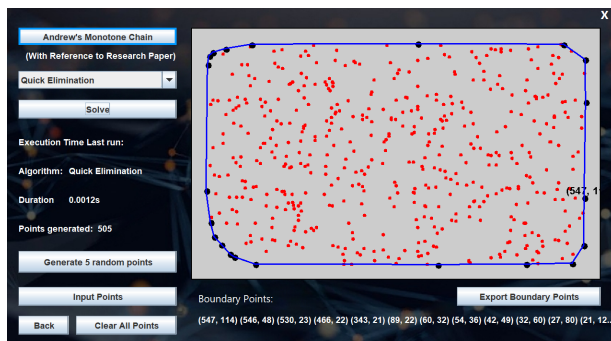 X
Andrew's Monotone Chain
(With Reference to Research Paper)
Quick Elimination
Solve
Execution Time Last run:
Algorithm: Quick Elimination
Duration 0.0012s
Points generated: 505
Generate 5 random points
Input Points
Back Clear All Points
(547, 11
Boundary Points:
Export Boundary Points
(547, 114) (546, 48) (530, 23) (466, 22) (343, 21) (89, 22) (60, 32) (54, 36) (42, 49) (32, 60) (27, 80) (21, 12...